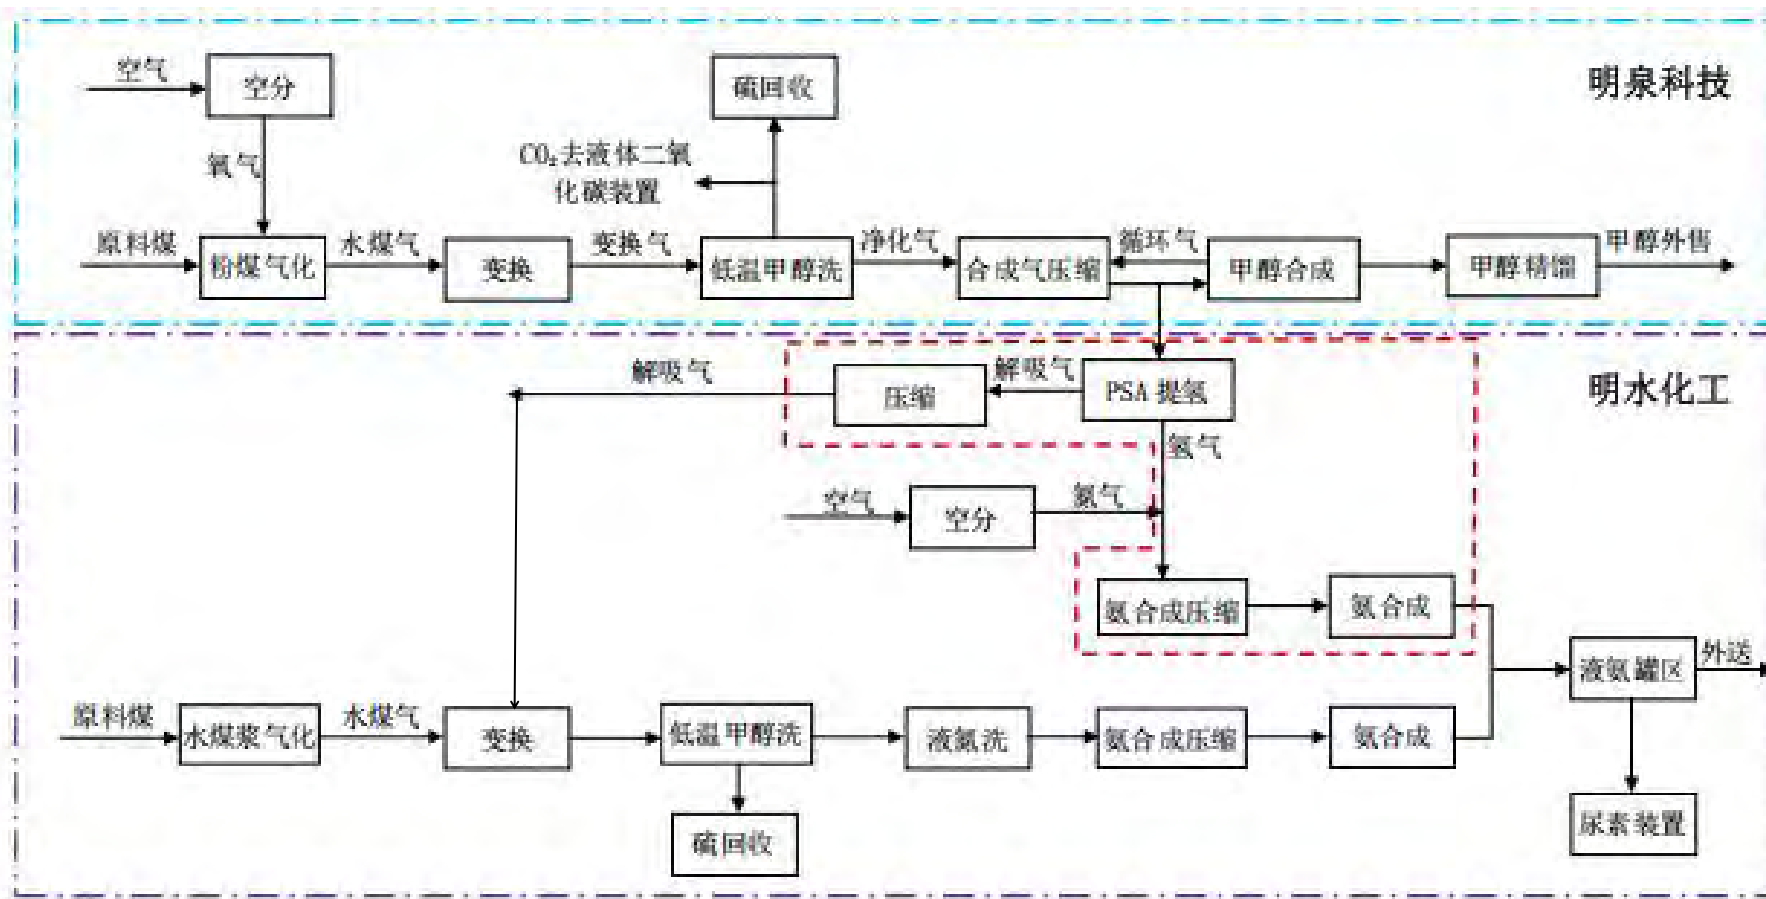 空气
空分
硫回收
明泉科技
氧气
CO₂去液体二氧
化碳装置
原料煤
粉煤气化
水煤气
变换
变换气
低温甲醇洗
净化气
合成气压缩
循环气
甲醇合成
甲醇精馏
甲醇外售
解吸气
压缩
解吸气
PSA 提氢
明水化工
氢气
空气
空分
氮气
氨合成压缩
氨合成
液氨罐区
外送
原料煤
水煤浆气化
水煤气
变换
低温甲醇洗
液氮洗
氨合成压缩
氨合成
硫回收
尿素装置